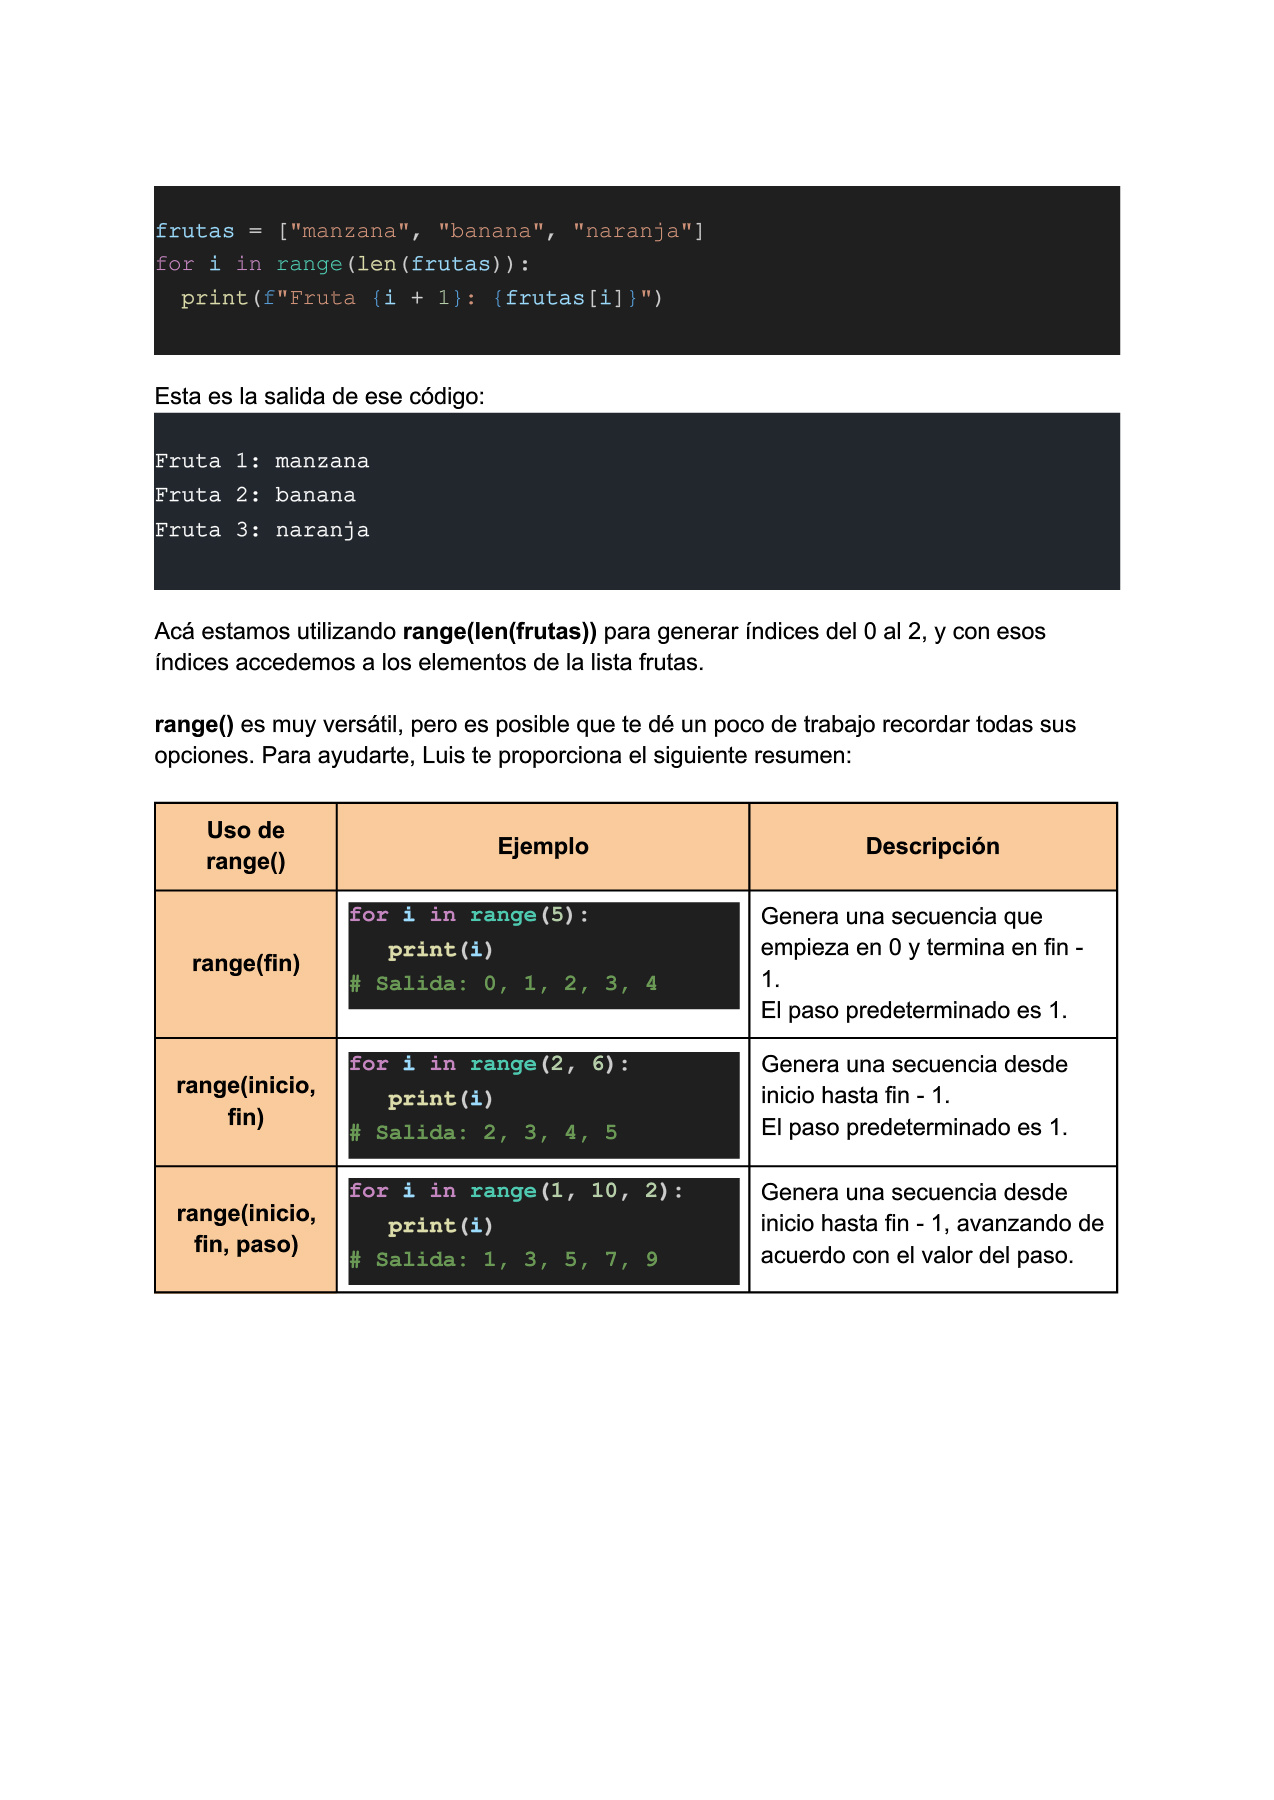 frutas = ["manzana", "banana", "naranja"]
for i in range(len(frutas)):
  print(f"Fruta {i + 1}: {frutas[i]}")
Esta es la salida de ese código:
Fruta 1: manzana
Fruta 2: banana
Fruta 3: naranja
Acá estamos utilizando range(len(frutas)) para generar índices del 0 al 2, y con esos
índices accedemos a los elementos de la lista frutas.
range() es muy versátil, pero es posible que te dé un poco de trabajo recordar todas sus
opciones. Para ayudarte, Luis te proporciona el siguiente resumen:
Uso de
range()
Ejemplo
Descripción
range(fin)
for i in range(5):
   print(i)
# Salida: 0, 1, 2, 3, 4
Genera una secuencia que
empieza en 0 y termina en fin -
1.
El paso predeterminado es 1.
range(inicio,
fin)
for i in range(2, 6):
   print(i)
# Salida: 2, 3, 4, 5
Genera una secuencia desde
inicio hasta fin - 1.
El paso predeterminado es 1.
range(inicio,
fin, paso)
for i in range(1, 10, 2):
   print(i)
# Salida: 1, 3, 5, 7, 9
Genera una secuencia desde
inicio hasta fin - 1, avanzando de
acuerdo con el valor del paso.